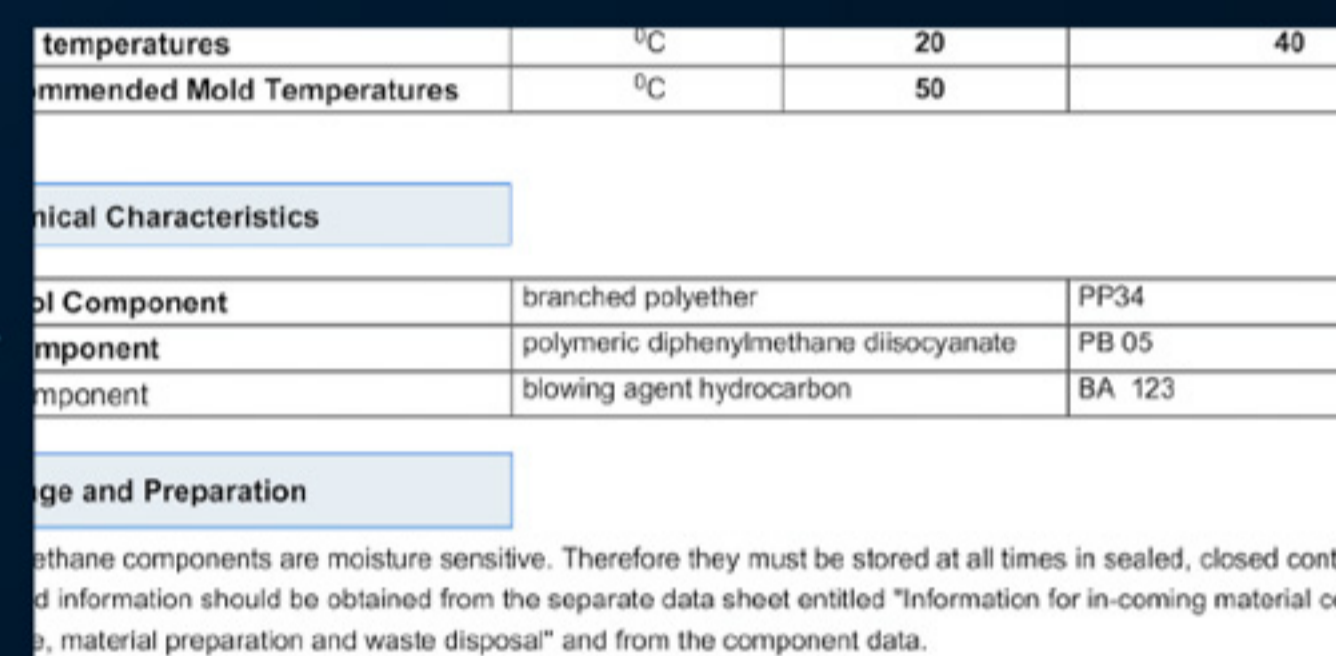 temperatures ⁰C 20 40
mmended Mold Temperatures ⁰C 50
nical Characteristics
ol Component branched polyether PP34
mponent polymeric diphenylmethane diisocyanate PB 05
mponent blowing agent hydrocarbon BA 123
ge and Preparation
ethane components are moisture sensitive. Therefore they must be stored at all times in sealed, closed cont
d information should be obtained from the separate data sheet entitled "Information for in-coming material c
e, material preparation and waste disposal" and from the component data.